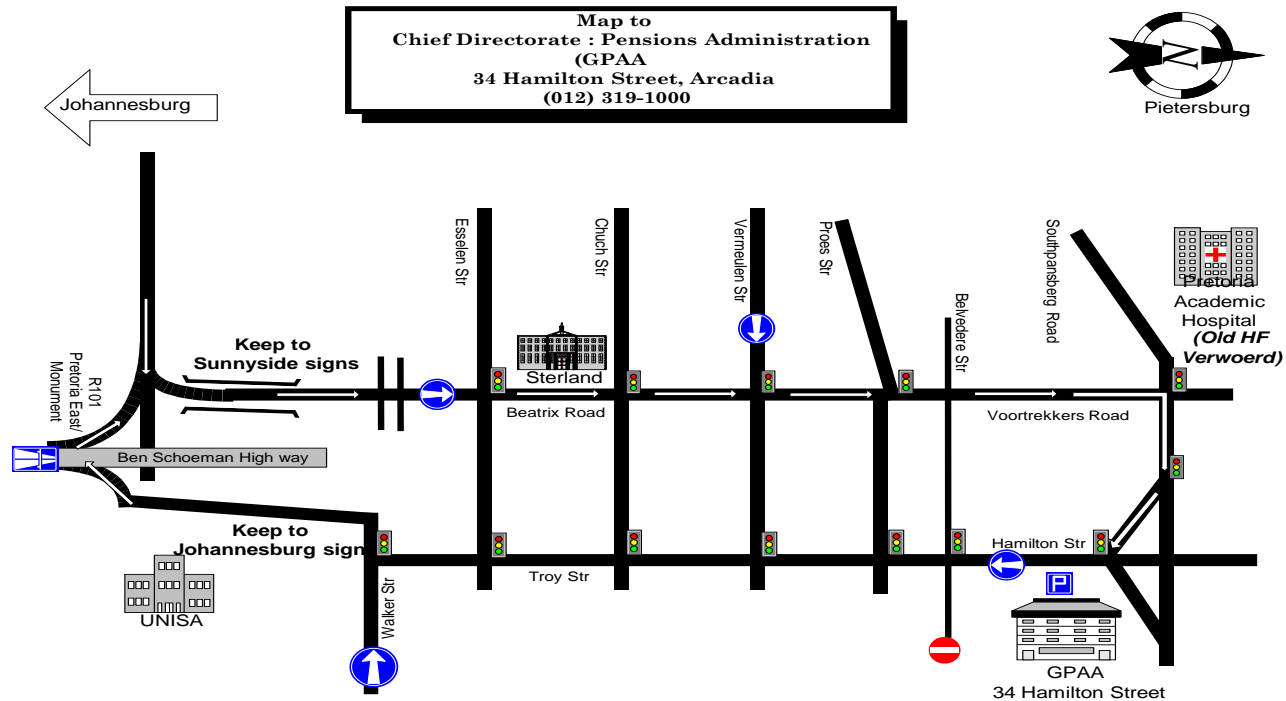 Map to
Chief Directorate : Pensions Administration
(GPAA
34 Hamilton Street, Arcadia
(012) 319-1000
N
Pietersburg
Johannesburg
Esselen Str
Chuch Str
Vermeulen Str
Proes Str
Belvedere Str
Southpansberg Road
Pretoria
Academic
Hospital
(Old HF
Verwoerd)
Keep to
Sunnyside signs
Sterland
Beatrix Road
Voortrekkers Road
R101
Pretoria East/
Monument
Ben Schoeman High way
Keep to
Johannesburg sign
Hamilton Str
Troy Str
P
UNISA
Walker Str
GPAA
34 Hamilton Street